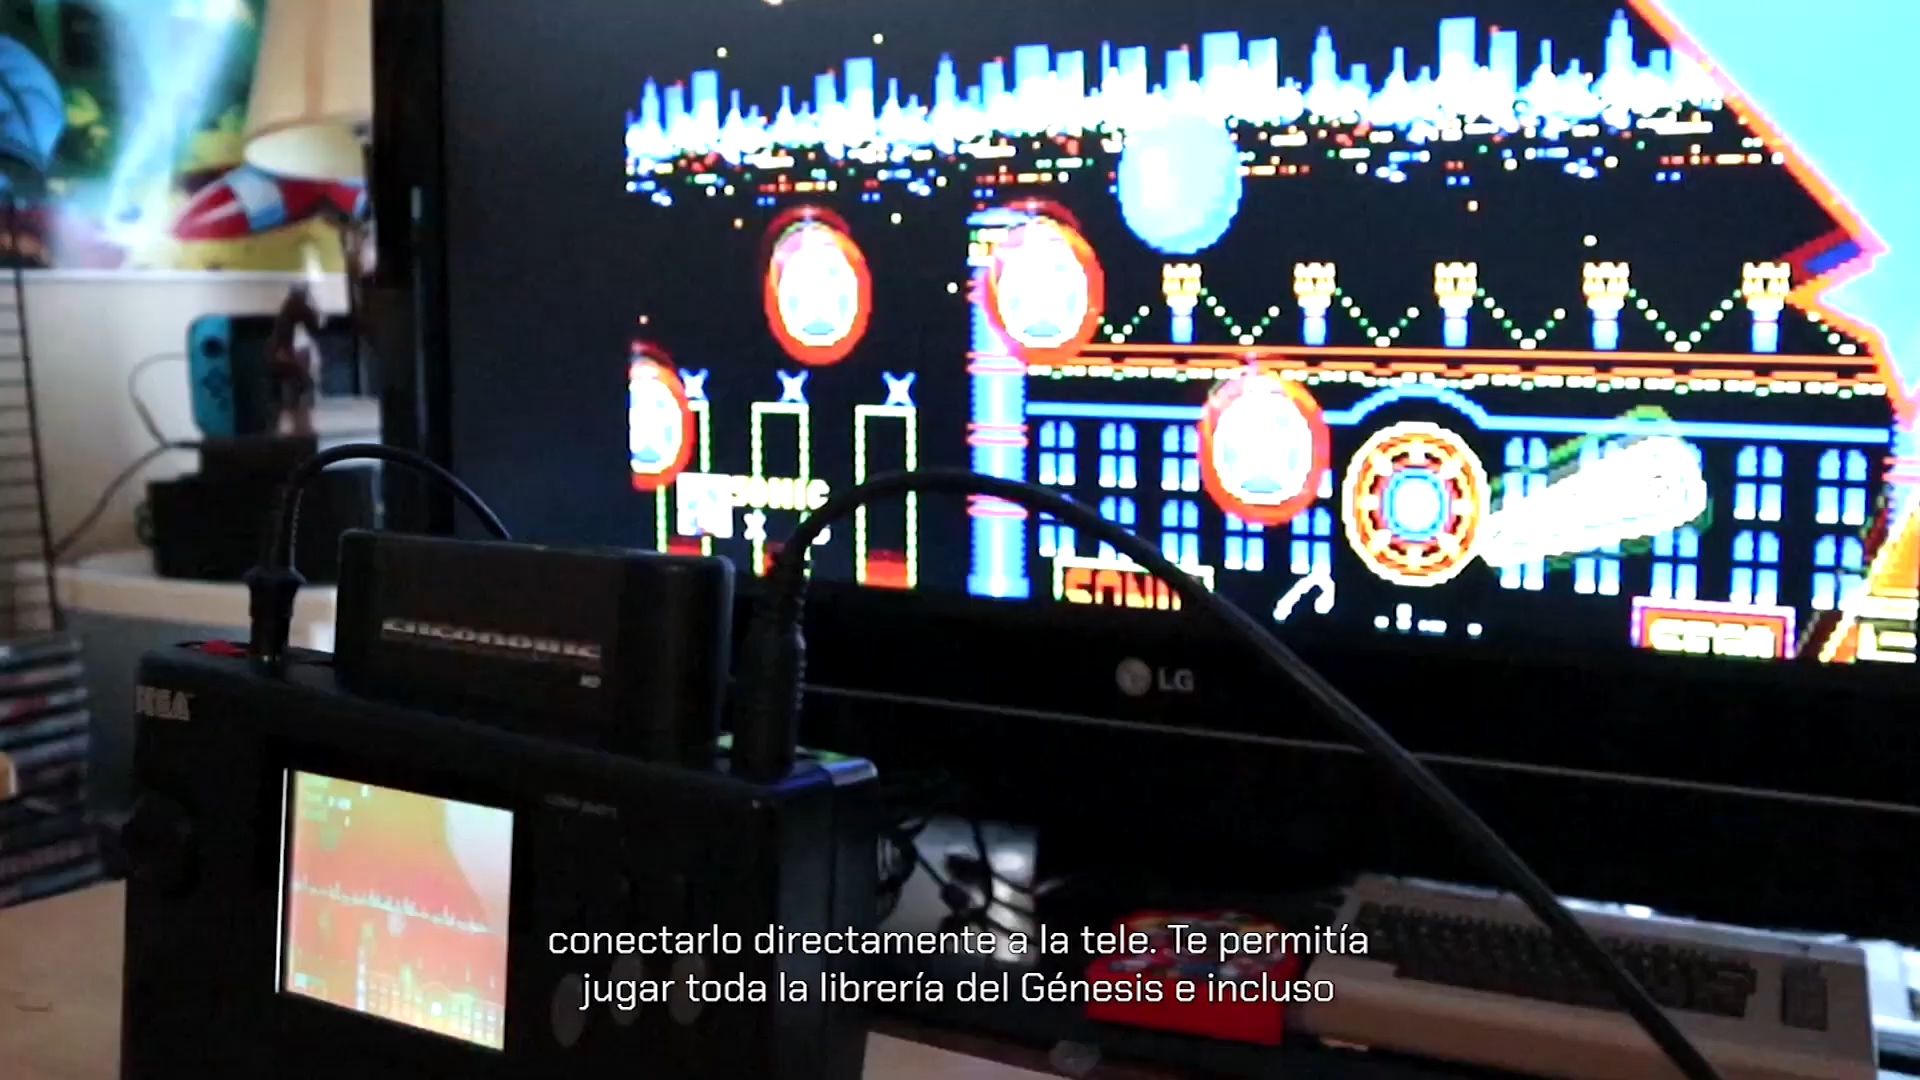 SONIC
x
LG
SEGA
conectarlo directamente a la tele. Te permitía
jugar toda la librería del Génesis e incluso